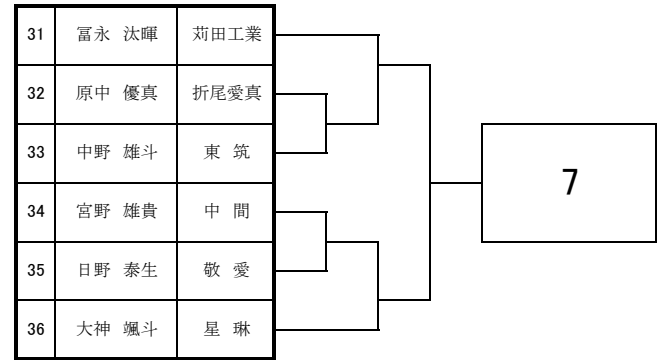 31 冨永 汰暉 苅田工業
32 原中 優真 折尾愛真
33 中野 雄斗 東 筑
34 宮野 雄貴 中 間
35 日野 泰生 敬 愛
36 大神 颯斗 星 琳
7